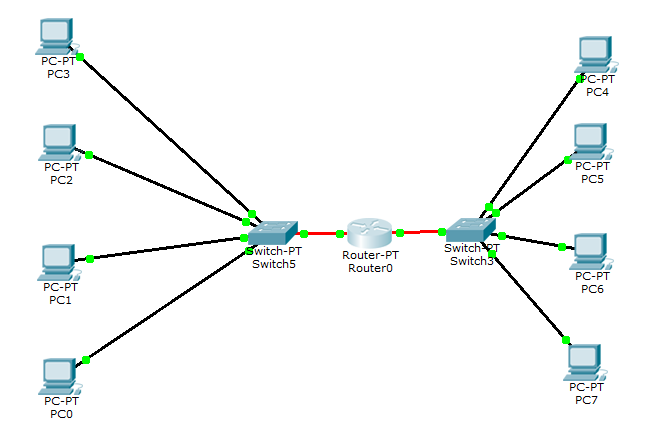 PC-PT
PC3
PC-PT
PC4
PC-PT
PC2
PC-PT
PC5
Switch-PT
Switch5
Router-PT
Router0
Switch-PT
Switch3
PC-PT
PC1
PC-PT
PC6
PC-PT
PC0
PC-PT
PC7